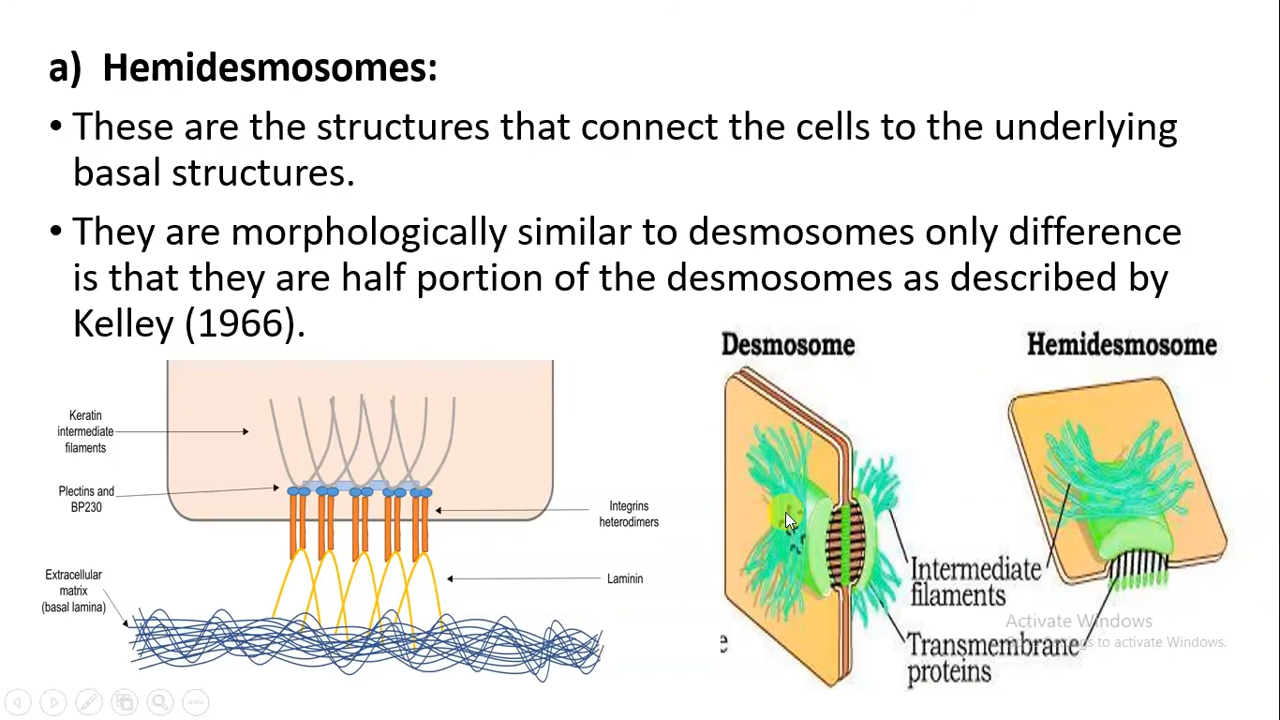 a) Hemidesmosomes:
• These are the structures that connect the cells to the underlying
basal structures.
• They are morphologically similar to desmosomes only difference
is that they are half portion of the desmosomes as described by
Kelley (1966).
Keratin
intermediate
filaments
Plectins and
BP230
Extracellular
matrix
(basal lamina)
Integrins
heterodimers
Laminin
Desmosome
Hemidesmosome
Intermediate
filaments
Transmembrane
proteins
e
Activate Windows
to activate Windows.